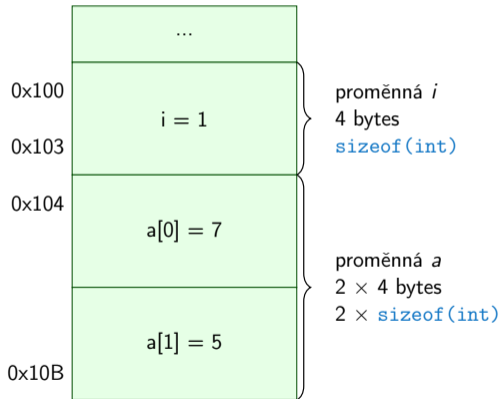 ...
0x100
i = 1
0x103
proměnná i
4 bytes
sizeof(int)
0x104
a[0] = 7
a[1] = 5
0x10B
proměnná a
2 × 4 bytes
2 × sizeof(int)